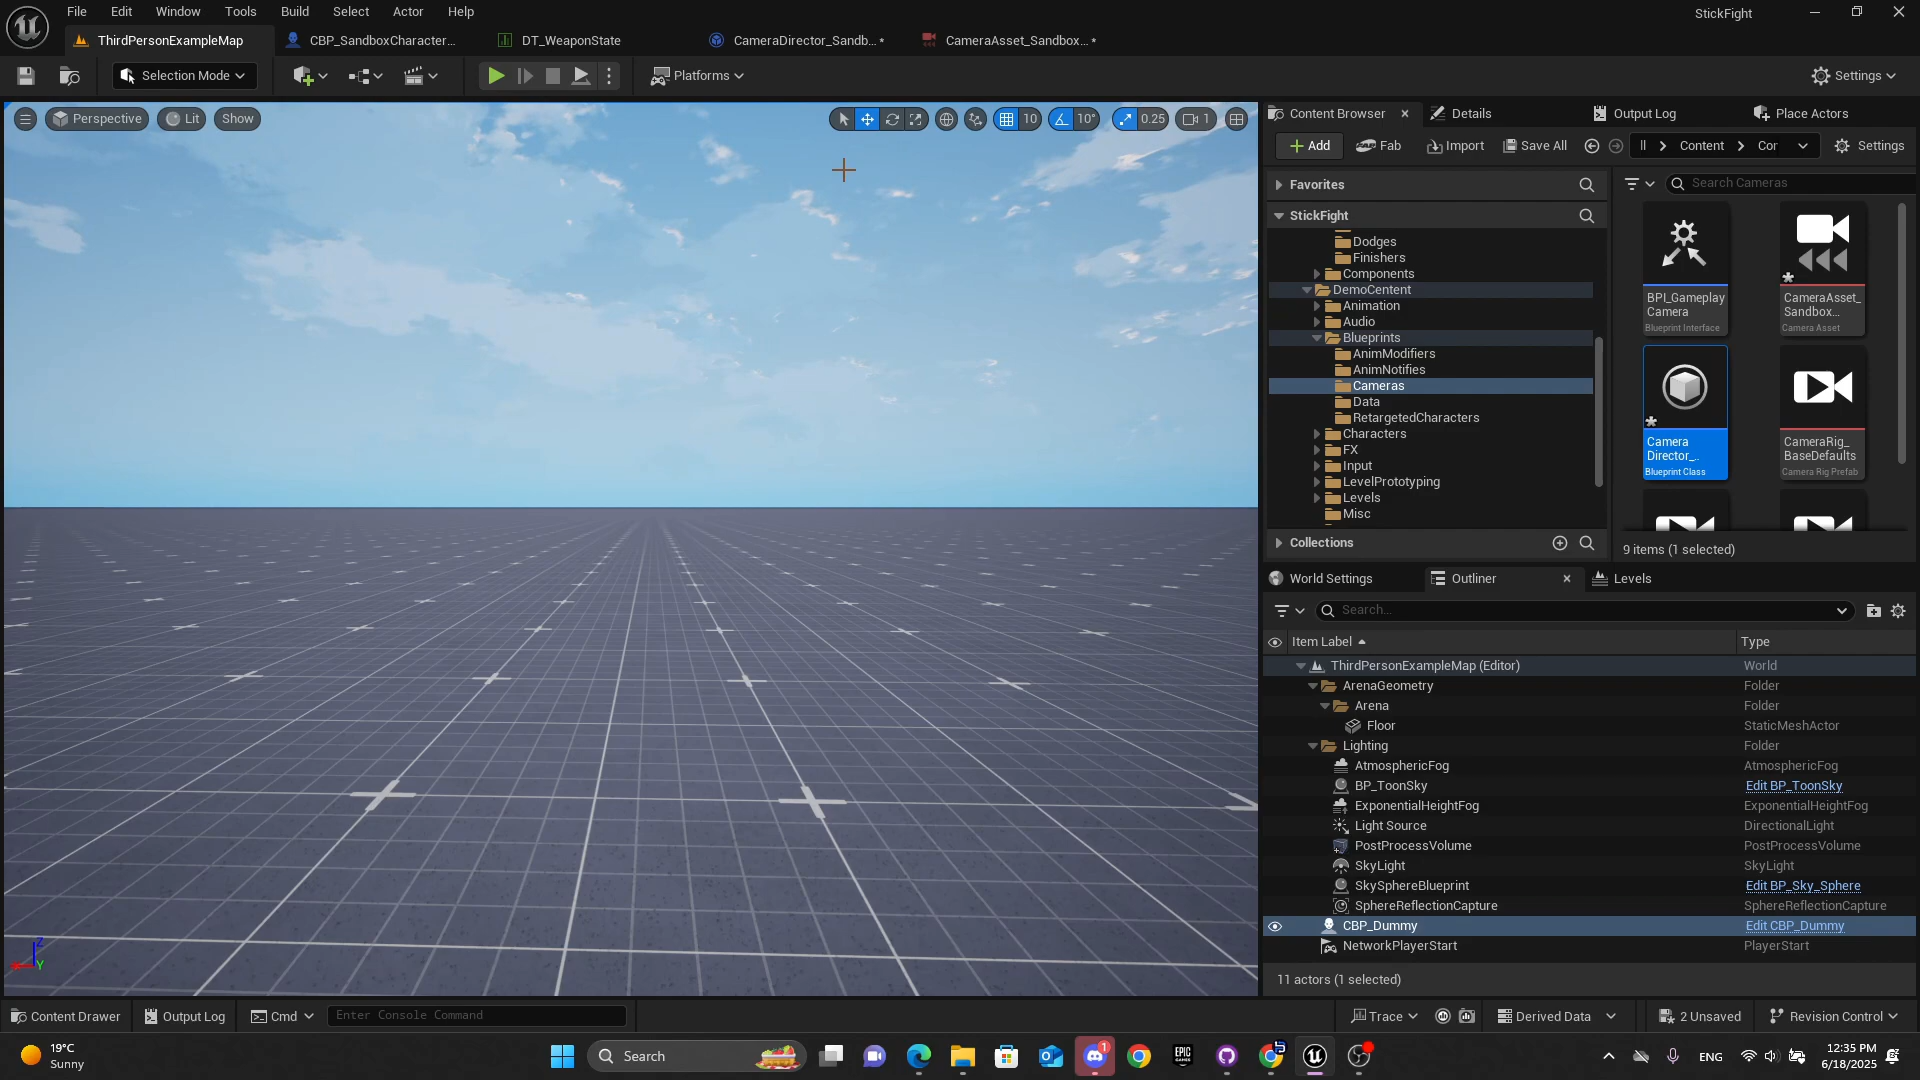 File Edit Window Tools Build Select Actor Help
StickFight
ThirdPersonExampleMap
CBP_SandboxCharacter...
DT_WeaponState
CameraDirector_Sandb...*
CameraAsset_Sandbox...*
Selection Mode
Platforms
Settings
Perspective
Lit
Show
10
10°
0.25
1
Content Browser
Details
Output Log
Place Actors
Add
Fab
Import
Save All
ll > Content > Cor
Settings
Favorites
StickFight
Search Cameras
Dodges
Finishers
Components
DemoCentent
Animation
Audio
Blueprints
AnimModifiers
AnimNotifies
Cameras
Data
RetargetedCharacters
Characters
FX
Input
LevelPrototyping
Levels
Misc
Collections
BPI_Gameplay
Camera
Blueprint Interface
CameraAsset_
Sandbox...
Camera Asset
Camera
Director_..
Blueprint Class
CameraRig_
BaseDefaults
Camera Rig Prefab
9 items (1 selected)
World Settings
Outliner
Levels
Search...
Item Label
Type
ThirdPersonExampleMap (Editor) World
ArenaGeometry Folder
Arena Folder
Floor StaticMeshActor
Lighting Folder
AtmosphericFog AtmosphericFog
BP_ToonSky Edit BP_ToonSky
ExponentialHeightFog ExponentialHeightFog
Light Source DirectionalLight
PostProcessVolume PostProcessVolume
SkyLight SkyLight
SkySphereBlueprint Edit BP_Sky_Sphere
SphereReflectionCapture SphereReflectionCapture
CBP_Dummy Edit CBP_Dummy
NetworkPlayerStart PlayerStart
11 actors (1 selected)
Z
Y
Content Drawer
Output Log
Cmd
Enter Console Command
Trace
Derived Data
2 Unsaved
Revision Control
19°C
Sunny
Search
1
EPIC
GAMES
ENG
12:35 PM
6/18/2025